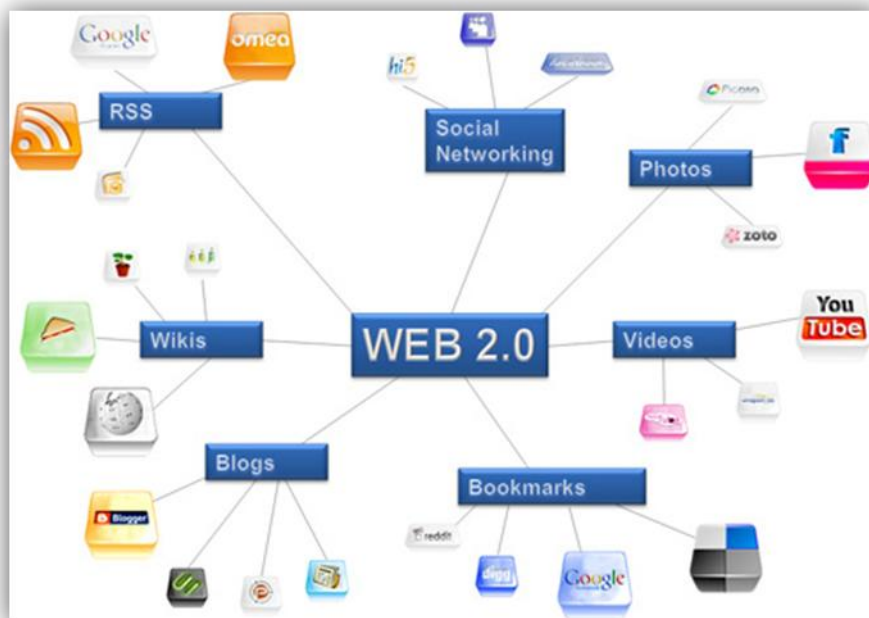 Google
omea
RSS
hi5
Social
Networking
Picasa
Photos
f
zoto
Wikis
WEB 2.0
Videos
You
Tube
Blogs
Blogger
Bookmarks
reddit
digg
Google